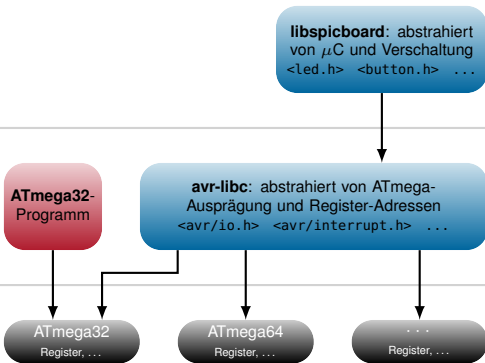 libspicboard: abstrahiert
von μC und Verschaltung
<led.h> <button.h> ...
ATmega32-
Programm
avr-libc: abstrahiert von ATmega-
Ausprägung und Register-Adressen
<avr/io.h> <avr/interrupt.h> ...
ATmega32
Register, ...
ATmega64
Register, ...
...
Register, ...